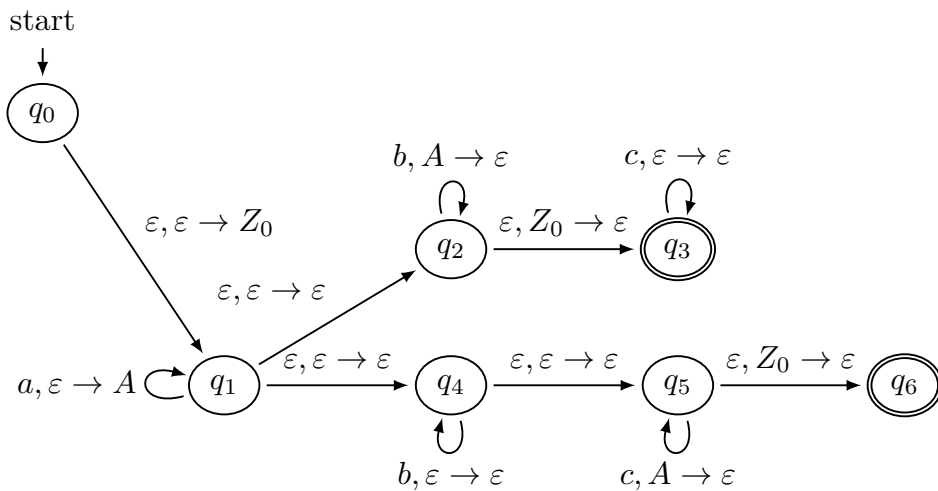 start
q₀
b, A → ε
c, ε → ε
ε, ε → Z₀
q₂
ε, Z₀ → ε
q₃
ε, ε → ε
a, ε → A
q₁
ε, ε → ε
q₄
ε, ε → ε
q₅
ε, Z₀ → ε
q₆
b, ε → ε
c, A → ε